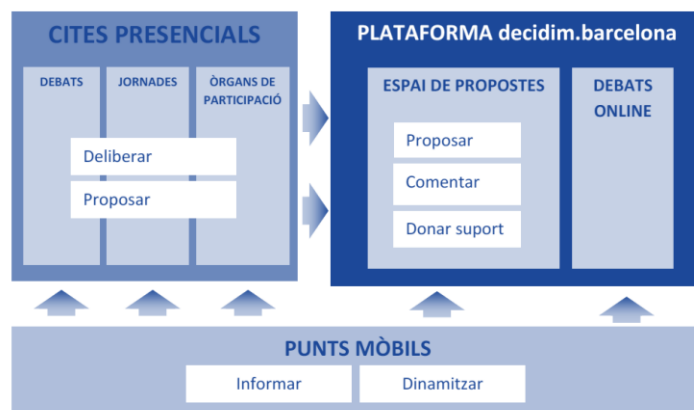 CITES PRESENCIALS
DEBATS
JORNADES
ÒRGANS DE
PARTICIPACIÓ
Deliberar
Proposar
PLATAFORMA decidim.barcelona
ESPAI DE PROPOSTES
Proposar
Comentar
Donar suport
DEBATS
ONLINE
PUNTS MÒBILS
Informar
Dinamitzar